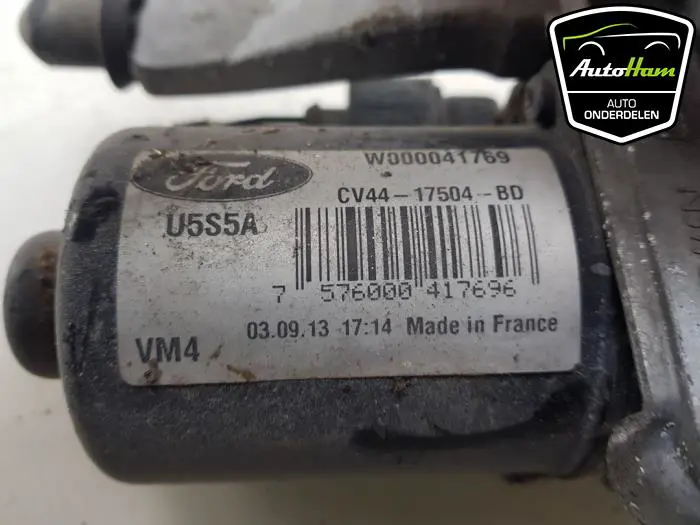 AutoHam
AUTO
ONDERDELEN
Ford
W000041769
CV44-17504-BD
U5S5A
7 576000 417696
VM4
03.09.13 17:14 Made in France